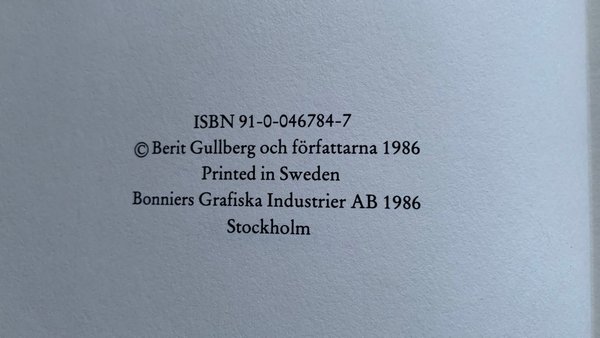 ISBN 91-0-046784-7
© Berit Gullberg och författarna 1986
Printed in Sweden
Bonniers Grafiska Industrier AB 1986
Stockholm